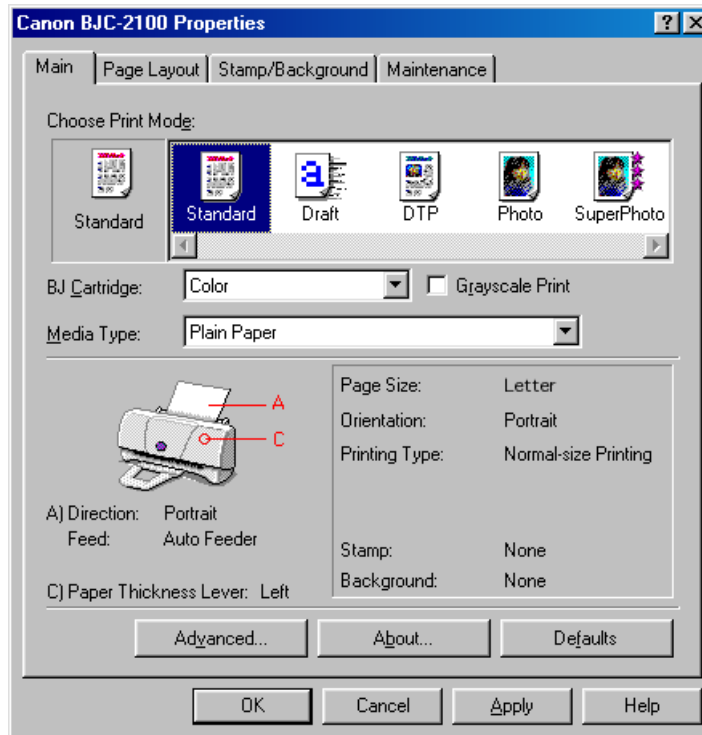 Canon BJC-2100 Properties
Main Page Layout Stamp/Background Maintenance
Choose Print Mode:
Standard
Standard Draft DTP Photo SuperPhoto
BJ Cartridge: Color Grayscale Print
Media Type: Plain Paper
A
C
A) Direction: Portrait
Feed: Auto Feeder
C) Paper Thickness Lever: Left
Page Size: Letter
Orientation: Portrait
Printing Type: Normal-size Printing
Stamp: None
Background: None
Advanced... About... Defaults
OK Cancel Apply Help